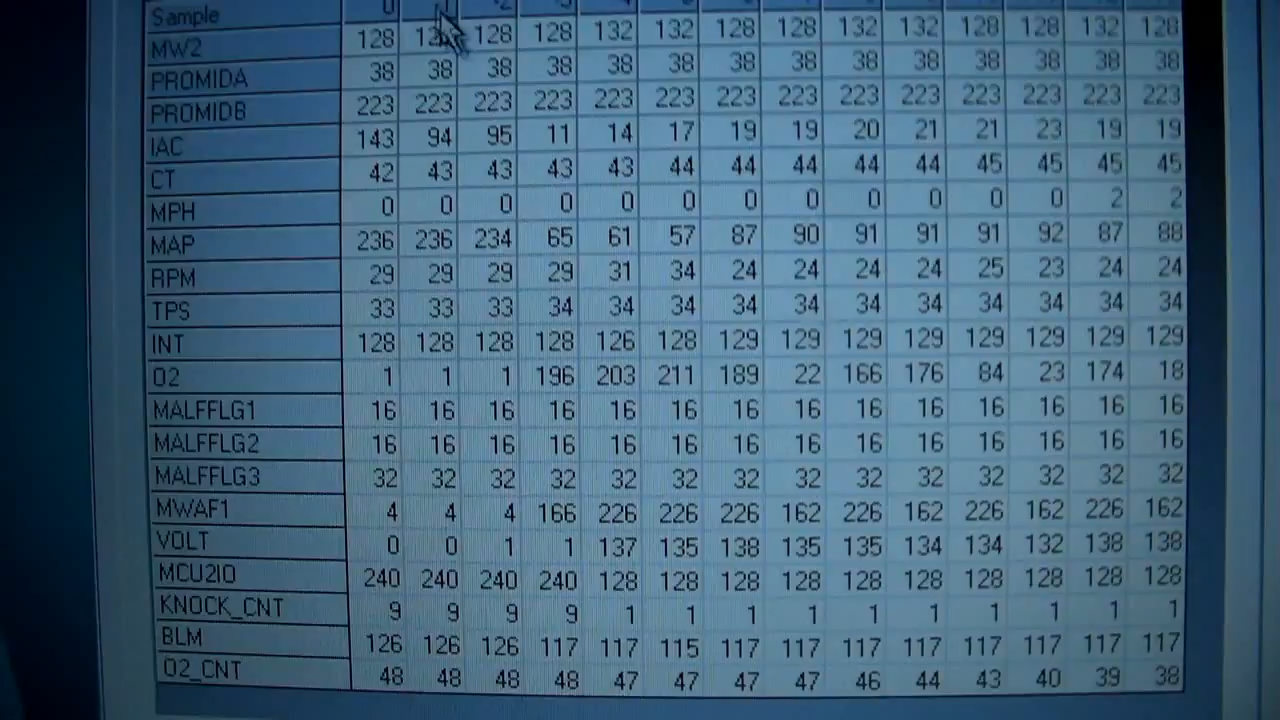 Sample 0
MW2 128 128 128 132 132 128 128 132 132 128 128 132 128
PROMIDA 38 38 38 38 38 38 38 38 38 38 38 38 38 38
PROMIDB 223 223 223 223 223 223 223 223 223 223 223 223 223 223
IAC 143 94 95 11 14 17 19 19 20 21 21 23 19 19
CT 42 43 43 43 43 44 44 44 44 44 45 45 45 45
MPH 0 0 0 0 0 0 0 0 0 0 0 0 2 2
MAP 236 236 234 65 61 57 87 90 91 91 91 92 87 88
RPM 29 29 29 29 31 34 24 24 24 24 25 23 24 24
TPS 33 33 33 34 34 34 34 34 34 34 34 34 34 34
INT 128 128 128 128 126 128 129 129 129 129 129 129 129 129
O2 1 1 1 196 203 211 189 22 166 176 84 23 174 18
MALFFLG1 16 16 16 16 16 16 16 16 16 16 16 16 16 16
MALFFLG2 16 16 16 16 16 16 16 16 16 16 16 16 16 16
MALFFLG3 32 32 32 32 32 32 32 32 32 32 32 32 32 32
MWAF1 4 4 4 166 226 226 226 162 226 162 226 162 226 162
VOLT 0 0 1 1 137 135 138 135 135 134 134 132 138 138
MCU2IO 240 240 240 240 128 128 128 128 128 128 128 128 128 128
KNOCK_CNT 9 9 9 9 1 1 1 1 1 1 1 1 1 1
BLM 126 126 126 117 117 115 117 117 117 117 117 117 117 117
O2_CNT 48 48 48 48 47 47 47 47 46 44 43 40 39 38